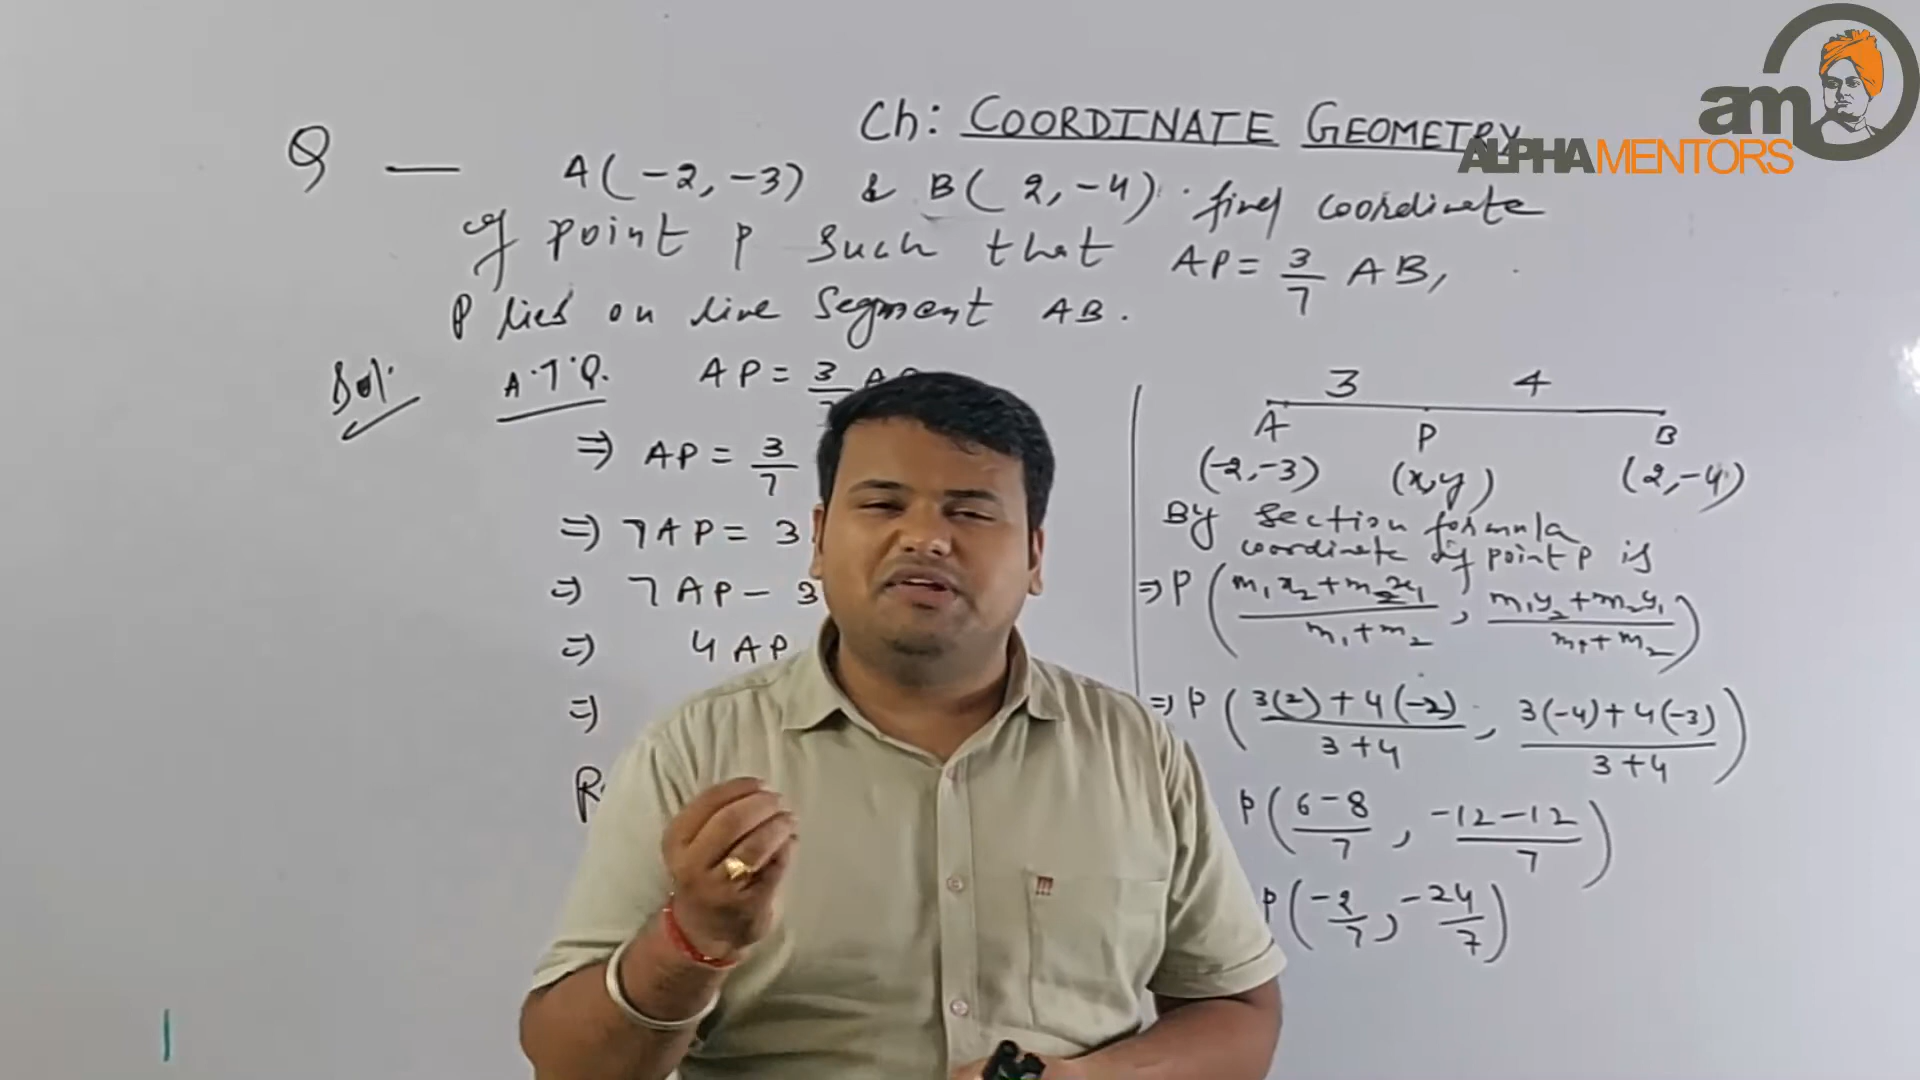 am
ALPHAMENTORS
Ch: COORDINATE GEOMETRY
Q — A(-2,-3) & B(2,-4). find coordinate
of point P such that AP = 3/7 AB,
P lies on line segment AB.
Sol. A.T.Q. AP = 3/
⇒ AP = 3/7
⇒ 7AP = 3
⇒ 7AP - 3
⇒ 4AP
⇒
3 4
A P B
(-2,-3) (x,y) (2,-4)
By section formula
coordinate of point P is
⇒ P((m₁x₂+m₂x₁)/(m₁+m₂), (m₁y₂+m₂y₁)/(m₁+m₂))
⇒ P((3(2)+4(-2))/(3+4), (3(-4)+4(-3))/(3+4))
P((6-8)/7, (-12-12)/7)
P(-2/7, -24/7)